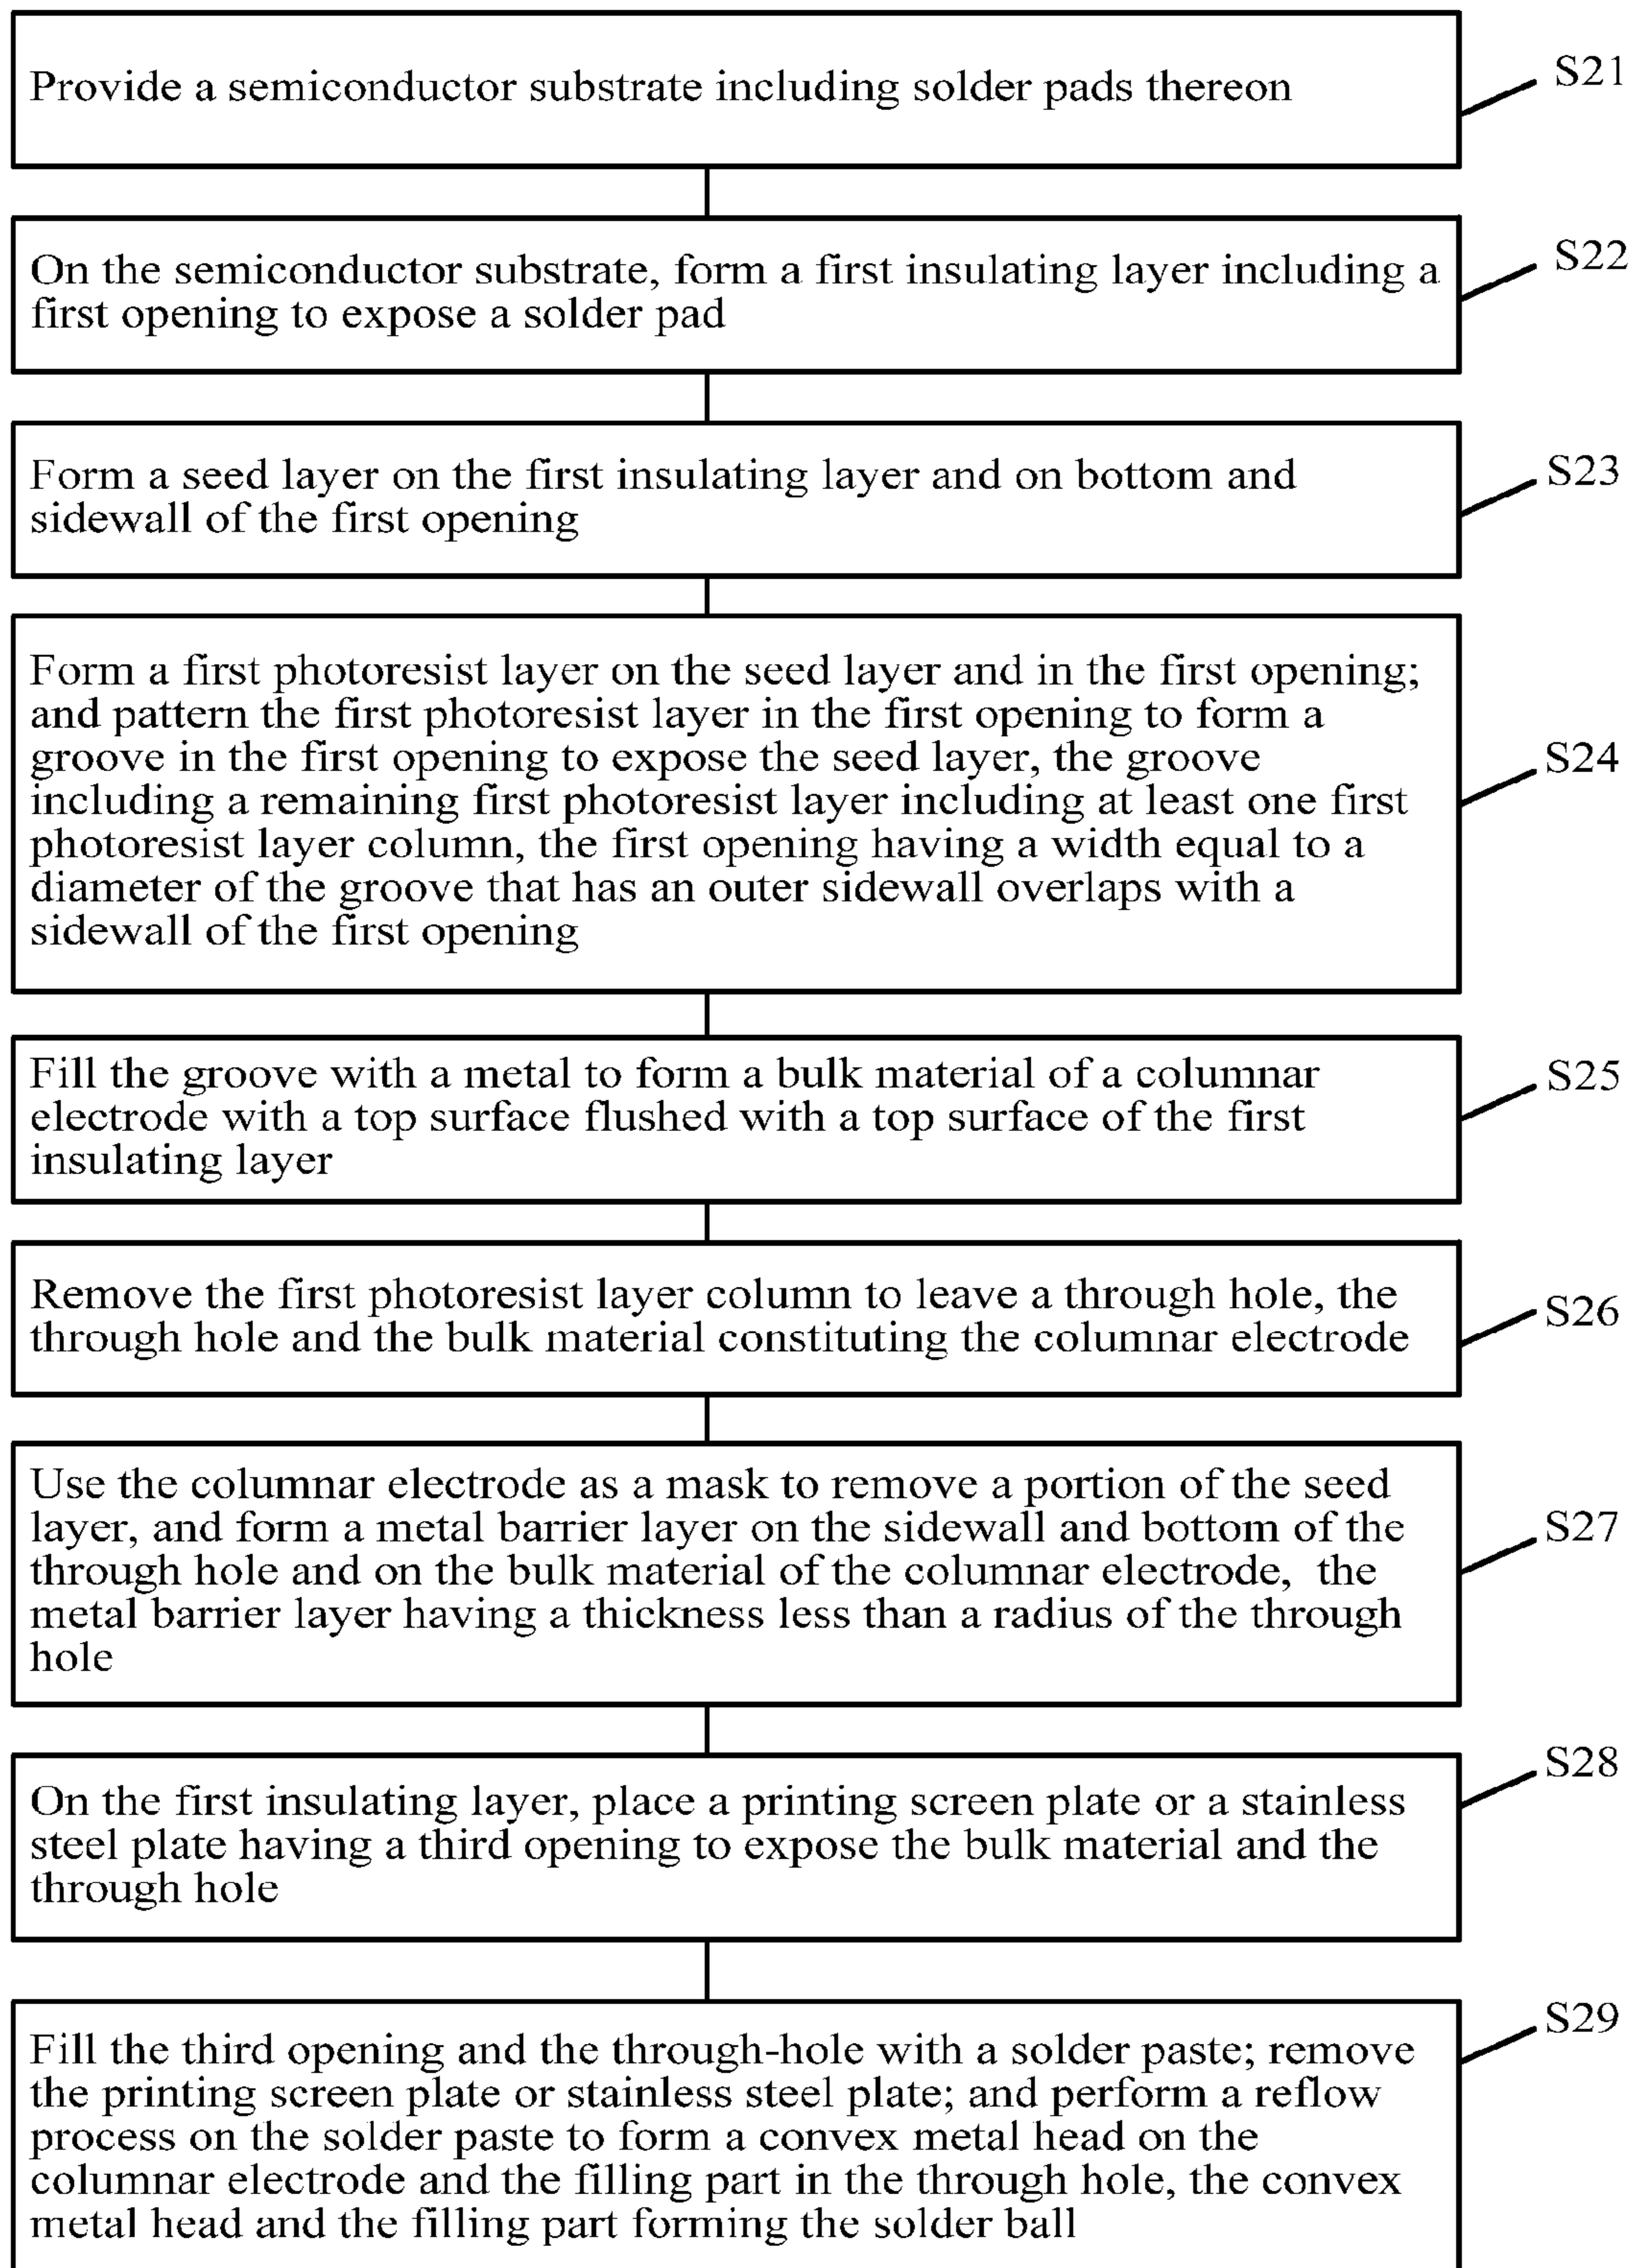 Provide a semiconductor substrate including solder pads thereon
S21
On the semiconductor substrate, form a first insulating layer including a
first opening to expose a solder pad
S22
Form a seed layer on the first insulating layer and on bottom and
sidewall of the first opening
S23
Form a first photoresist layer on the seed layer and in the first opening;
and pattern the first photoresist layer in the first opening to form a
groove in the first opening to expose the seed layer, the groove
including a remaining first photoresist layer including at least one first
photoresist layer column, the first opening having a width equal to a
diameter of the groove that has an outer sidewall overlaps with a
sidewall of the first opening
S24
Fill the groove with a metal to form a bulk material of a columnar
electrode with a top surface flushed with a top surface of the first
insulating layer
S25
Remove the first photoresist layer column to leave a through hole, the
through hole and the bulk material constituting the columnar electrode
S26
Use the columnar electrode as a mask to remove a portion of the seed
layer, and form a metal barrier layer on the sidewall and bottom of the
through hole and on the bulk material of the columnar electrode, the
metal barrier layer having a thickness less than a radius of the through
hole
S27
On the first insulating layer, place a printing screen plate or a stainless
steel plate having a third opening to expose the bulk material and the
through hole
S28
Fill the third opening and the through-hole with a solder paste; remove
the printing screen plate or stainless steel plate; and perform a reflow
process on the solder paste to form a convex metal head on the
columnar electrode and the filling part in the through hole, the convex
metal head and the filling part forming the solder ball
S29